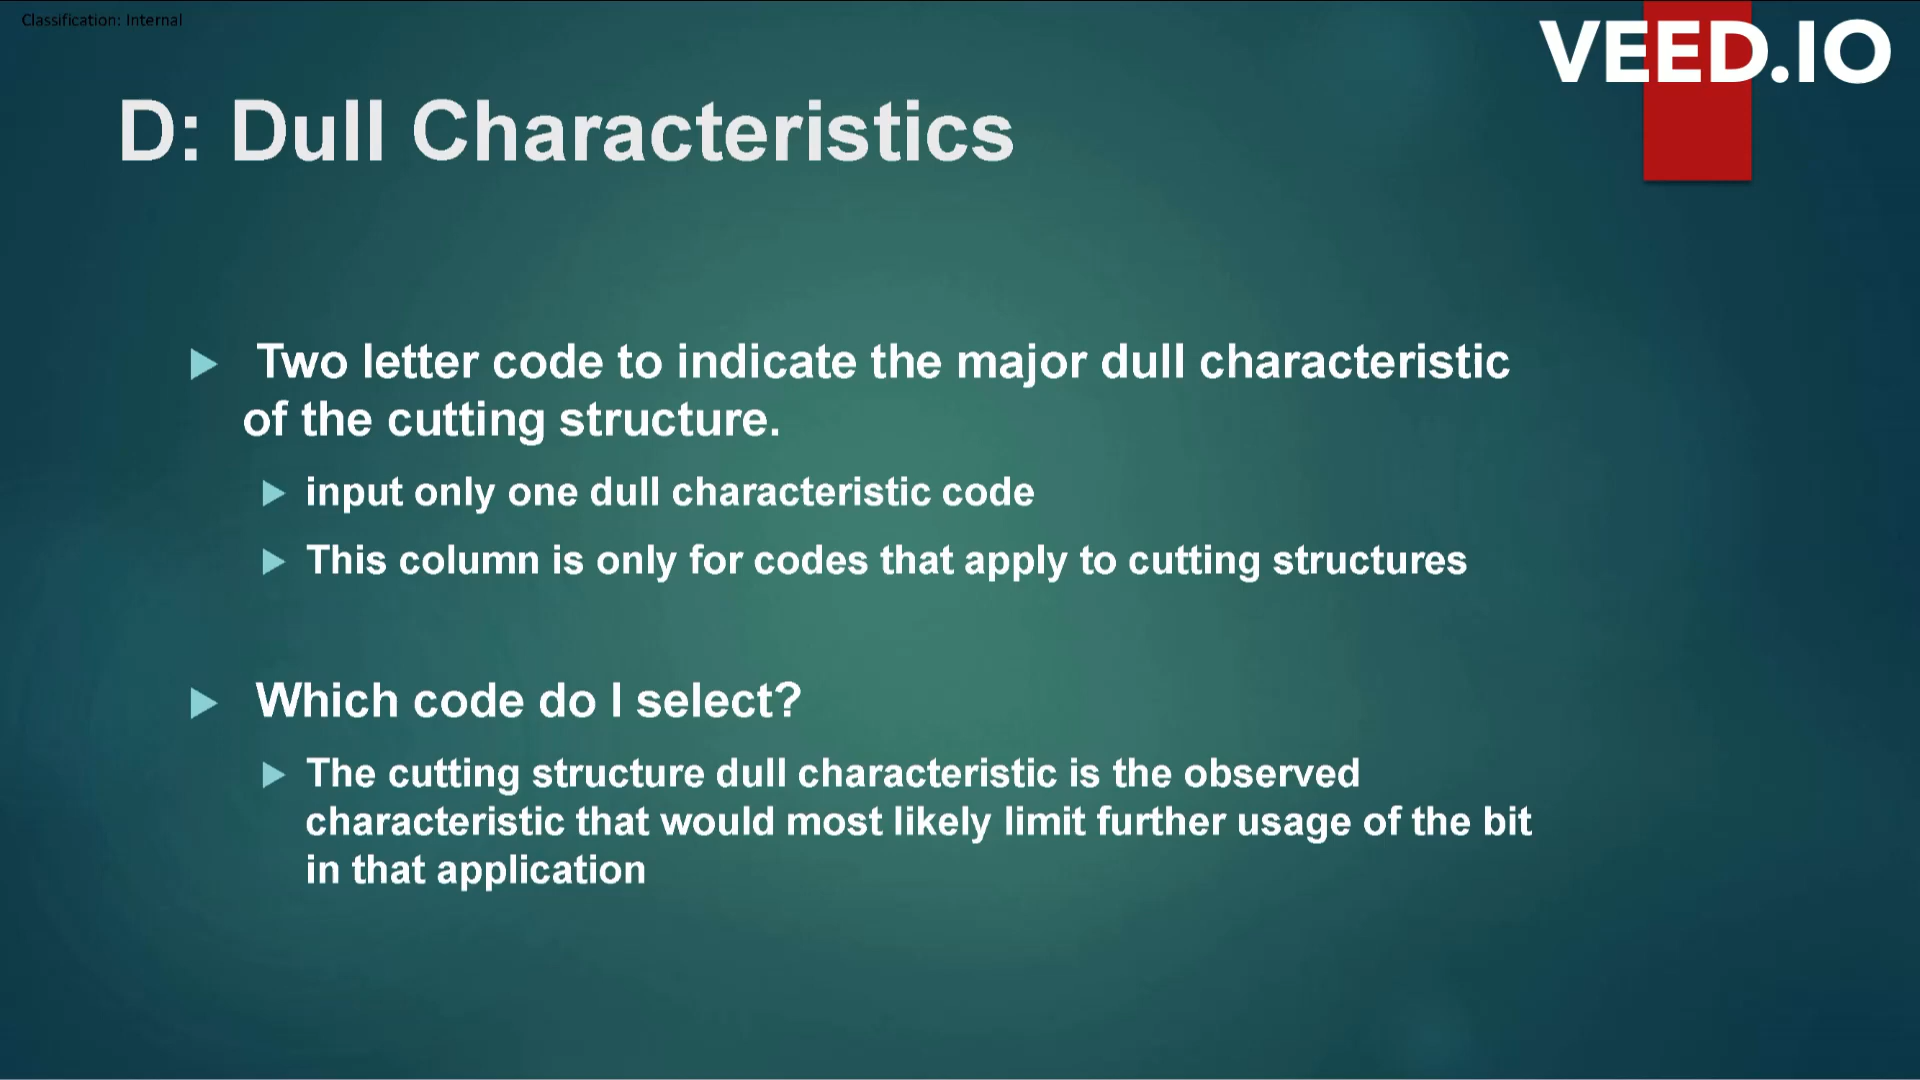 Classification: Internal
VEED.IO
D: Dull Characteristics
Two letter code to indicate the major dull characteristic
of the cutting structure.
input only one dull characteristic code
This column is only for codes that apply to cutting structures
Which code do I select?
The cutting structure dull characteristic is the observed
characteristic that would most likely limit further usage of the bit
in that application